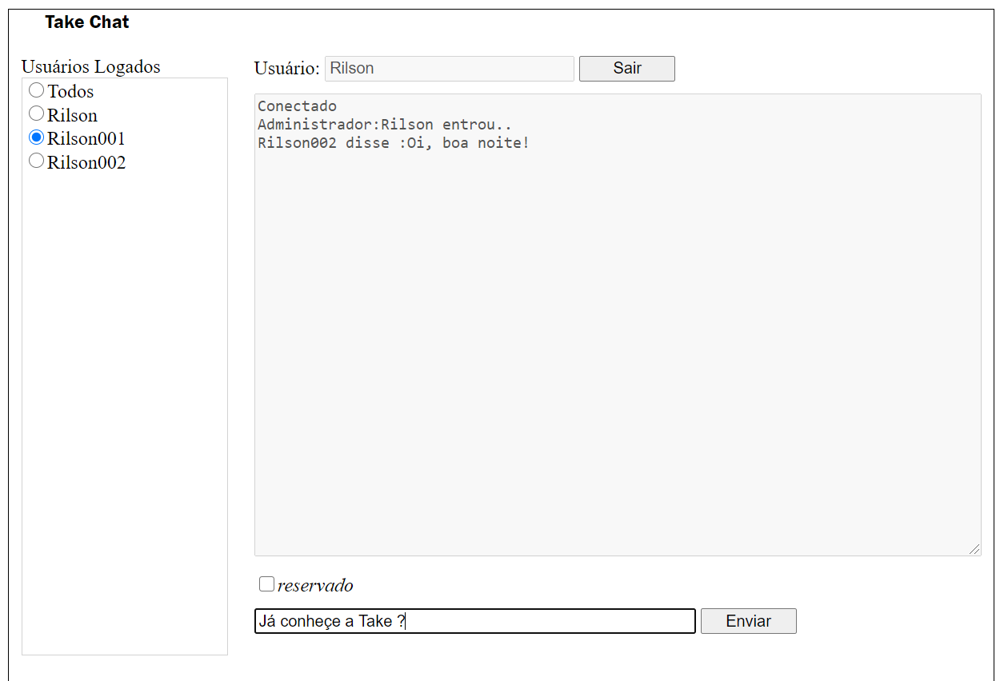 Take Chat
Usuários Logados
Todos
Rilson
Rilson001
Rilson002
Usuário: Rilson Sair
Conectado
Administrador:Rilson entrou..
Rilson002 disse :Oi, boa noite!
reservado
Já conheçe a Take ? Enviar